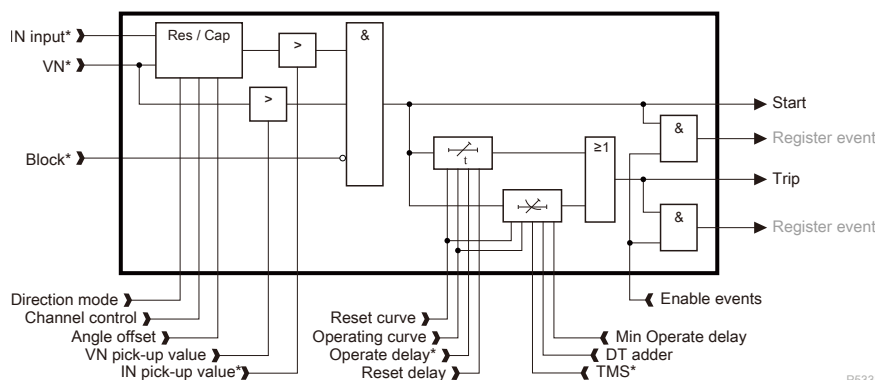 IN input*
VN*
Res / Cap
>
>
&
Block*
t
≥1
&
&
Start
Register event
Trip
Register event
Direction mode
Channel control
Angle offset
VN pick-up value
IN pick-up value*
Reset curve
Operating curve
Operate delay*
Reset delay
Enable events
Min Operate delay
DT adder
TMS*